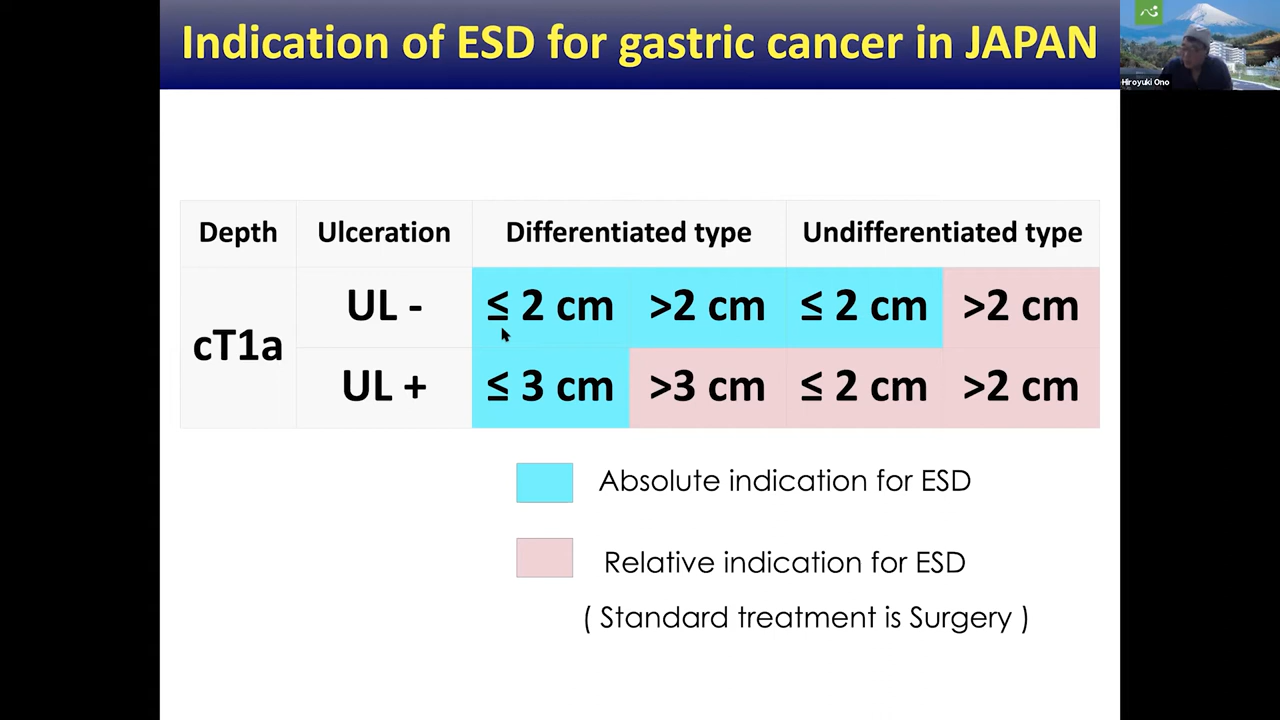 Indication of ESD for gastric cancer in JAPAN
Hiroyuki Ono
Depth Ulceration Differentiated type Undifferentiated type
cT1a
UL - ≤ 2 cm >2 cm ≤ 2 cm >2 cm
UL + ≤ 3 cm >3 cm ≤ 2 cm >2 cm
Absolute indication for ESD
Relative indication for ESD
( Standard treatment is Surgery )